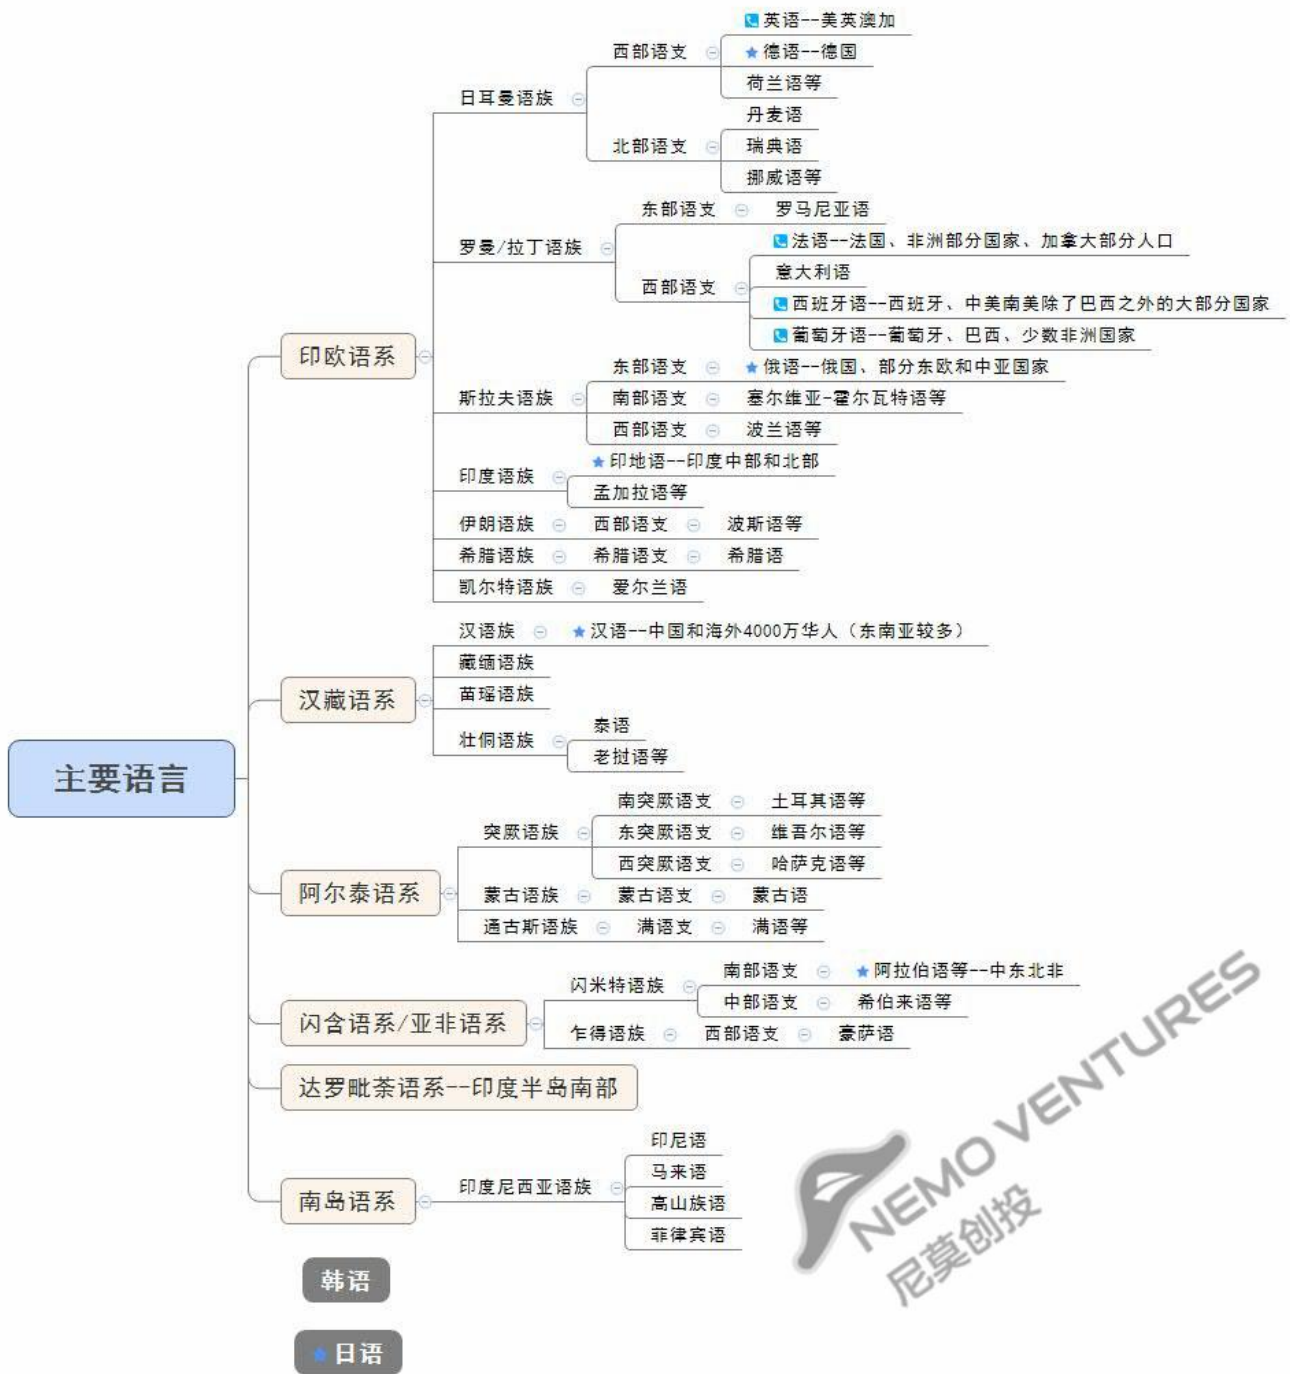 英语--美英澳加
西部语支
德语--德国
荷兰语等
日耳曼语族
丹麦语
北部语支
瑞典语
挪威语等
东部语支
罗马尼亚语
罗曼/拉丁语族
法语--法国、非洲部分国家、加拿大部分人口
意大利语
西部语支
西班牙语--西班牙、中美南美除了巴西之外的大部分国家
葡萄牙语--葡萄牙、巴西、少数非洲国家
印欧语系
东部语支
俄语--俄国、部分东欧和中亚国家
斯拉夫语族
南部语支
塞尔维亚-霍尔瓦特语等
西部语支
波兰语等
印地语--印度中部和北部
印度语族
孟加拉语等
伊朗语族
西部语支
波斯语等
希腊语族
希腊语支
希腊语
凯尔特语族
爱尔兰语
汉语族
汉语--中国和海外4000万华人（东南亚较多）
藏缅语族
汉藏语系
苗瑶语族
泰语
壮侗语族
老挝语等
主要语言
南突厥语支
土耳其语等
突厥语族
东突厥语支
维吾尔语等
西突厥语支
哈萨克语等
阿尔泰语系
蒙古语族
蒙古语支
蒙古语
通古斯语族
满语支
满语等
南部语支
阿拉伯语等--中东北非
闪米特语族
中部语支
希伯来语等
闪含语系/亚非语系
乍得语族
西部语支
豪萨语
达罗毗荼语系--印度半岛南部
印尼语
马来语
印度尼西亚语族
南岛语系
高山族语
菲律宾语
NEMO VENTURES
尼莫创投
韩语
日语